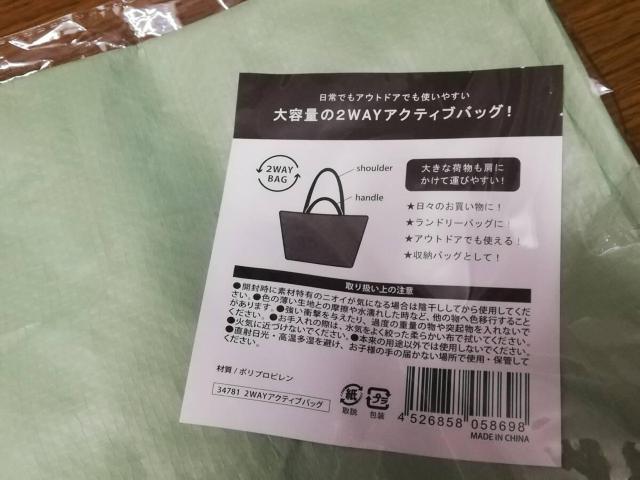 日常でもアウトドアでも使いやすい
大容量の2WAYアクティブバッグ！
2WAY
BAG
shoulder
handle
大きな荷物も肩に
かけて運びやすい！
★日々のお買い物に！
★ランドリーバッグに！
★アウトドアでも使える！
★収納バッグとして！
取り扱い上の注意
●開封時に素材特有のニオイが気になる場合は陰干ししてから使用してくだ
さい。●色の薄い生地との摩擦や水濡れした時など、他の物へ色移りすること
があります。●強い衝撃を与えたり、過度の重量の物や突起物を入れないで
ください。●お手入れの際は、水気をよく絞った柔らかい布で拭いてください。
●火気に近づけないでください。●本来の用途以外では使用しないでください。
●直射日光・高温多湿を避け、お子様の手の届かない場所で使用・保管して
ください。
材質／ポリプロピレン
34781 2WAYアクティブバッグ
紙
取説
プラ
包装
4 526858 058698
MADE IN CHINA